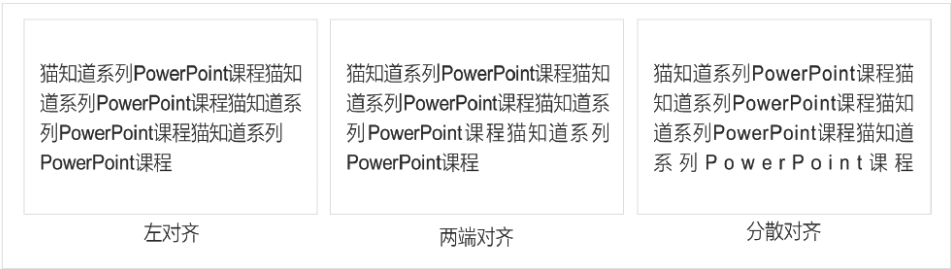 猫知道系列PowerPoint课程猫知
道系列PowerPoint课程猫知道系
列PowerPoint课程猫知道系列
PowerPoint课程
左对齐
猫知道系列PowerPoint课程猫知
道系列PowerPoint课程猫知道系
列PowerPoint课程猫知道系列
PowerPoint课程
两端对齐
猫知道系列PowerPoint课程猫
知道系列PowerPoint课程猫知
道系列PowerPoint课程猫知道
系列PowerPoint课程
分散对齐